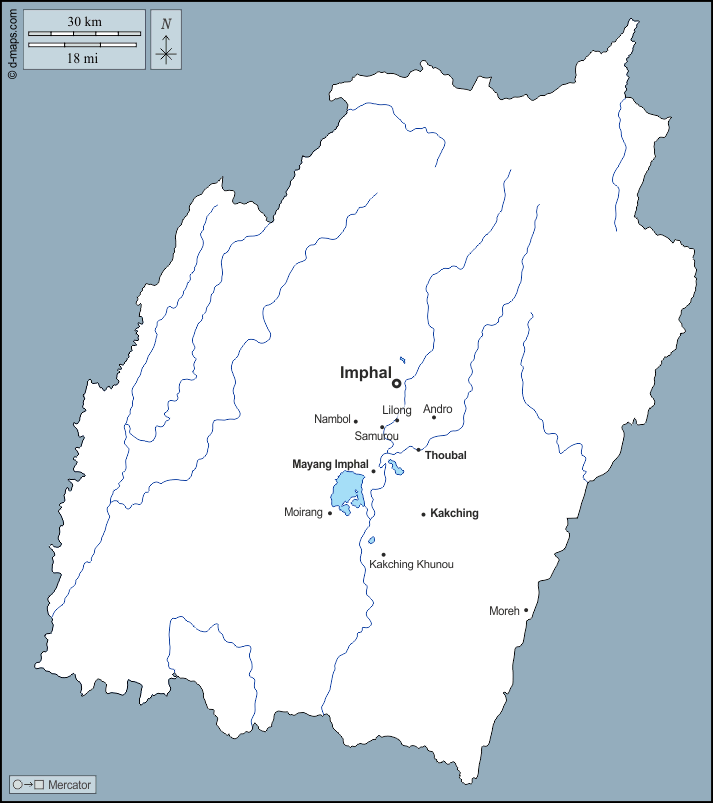 © d-maps.com
30 km
18 mi
N
Imphal
Lilong
Andro
Nambol
Samurou
Thoubal
Mayang Imphal
Moirang
Kakching
Kakching Khunou
Moreh
Mercator